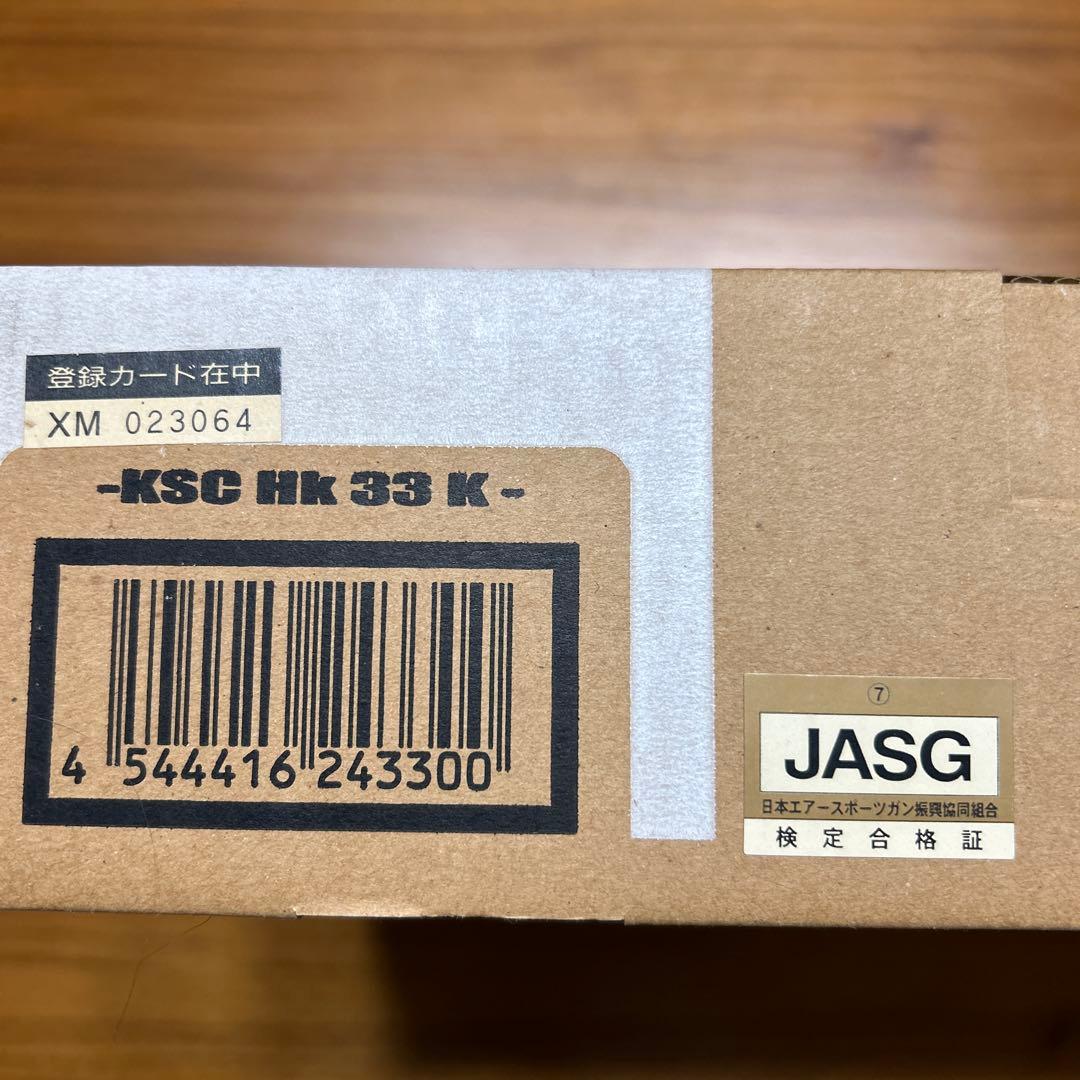 登録カード在中
XM 023064
-KSC Hk 33 K-
4 544416 243300
⑦
JASG
日本エアースポーツガン振興協同組合
検定合格証